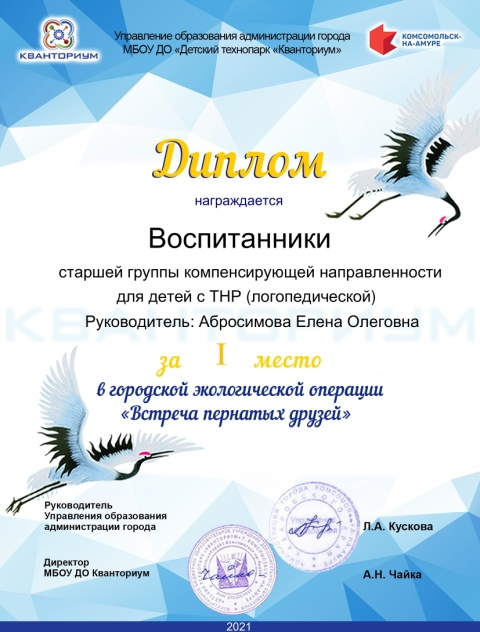 КВАНТОРИУМ
Управление образования администрации города
МБОУ ДО «Детский технопарк «Кванториум»
КОМСОМОЛЬСК-
НА-АМУРЕ
Диплом
награждается
Воспитанники
старшей группы компенсирующей направленности
для детей с ТНР (логопедической)
КВАНТОРИУМ
Руководитель: Абросимова Елена Олеговна
за I место
в городской экологической операции
«Встреча пернатых друзей»
Руководитель
Управления образования
администрации города
Л.А. Кускова
Директор
МБОУ ДО Кванториум
А.Н. Чайка
2021